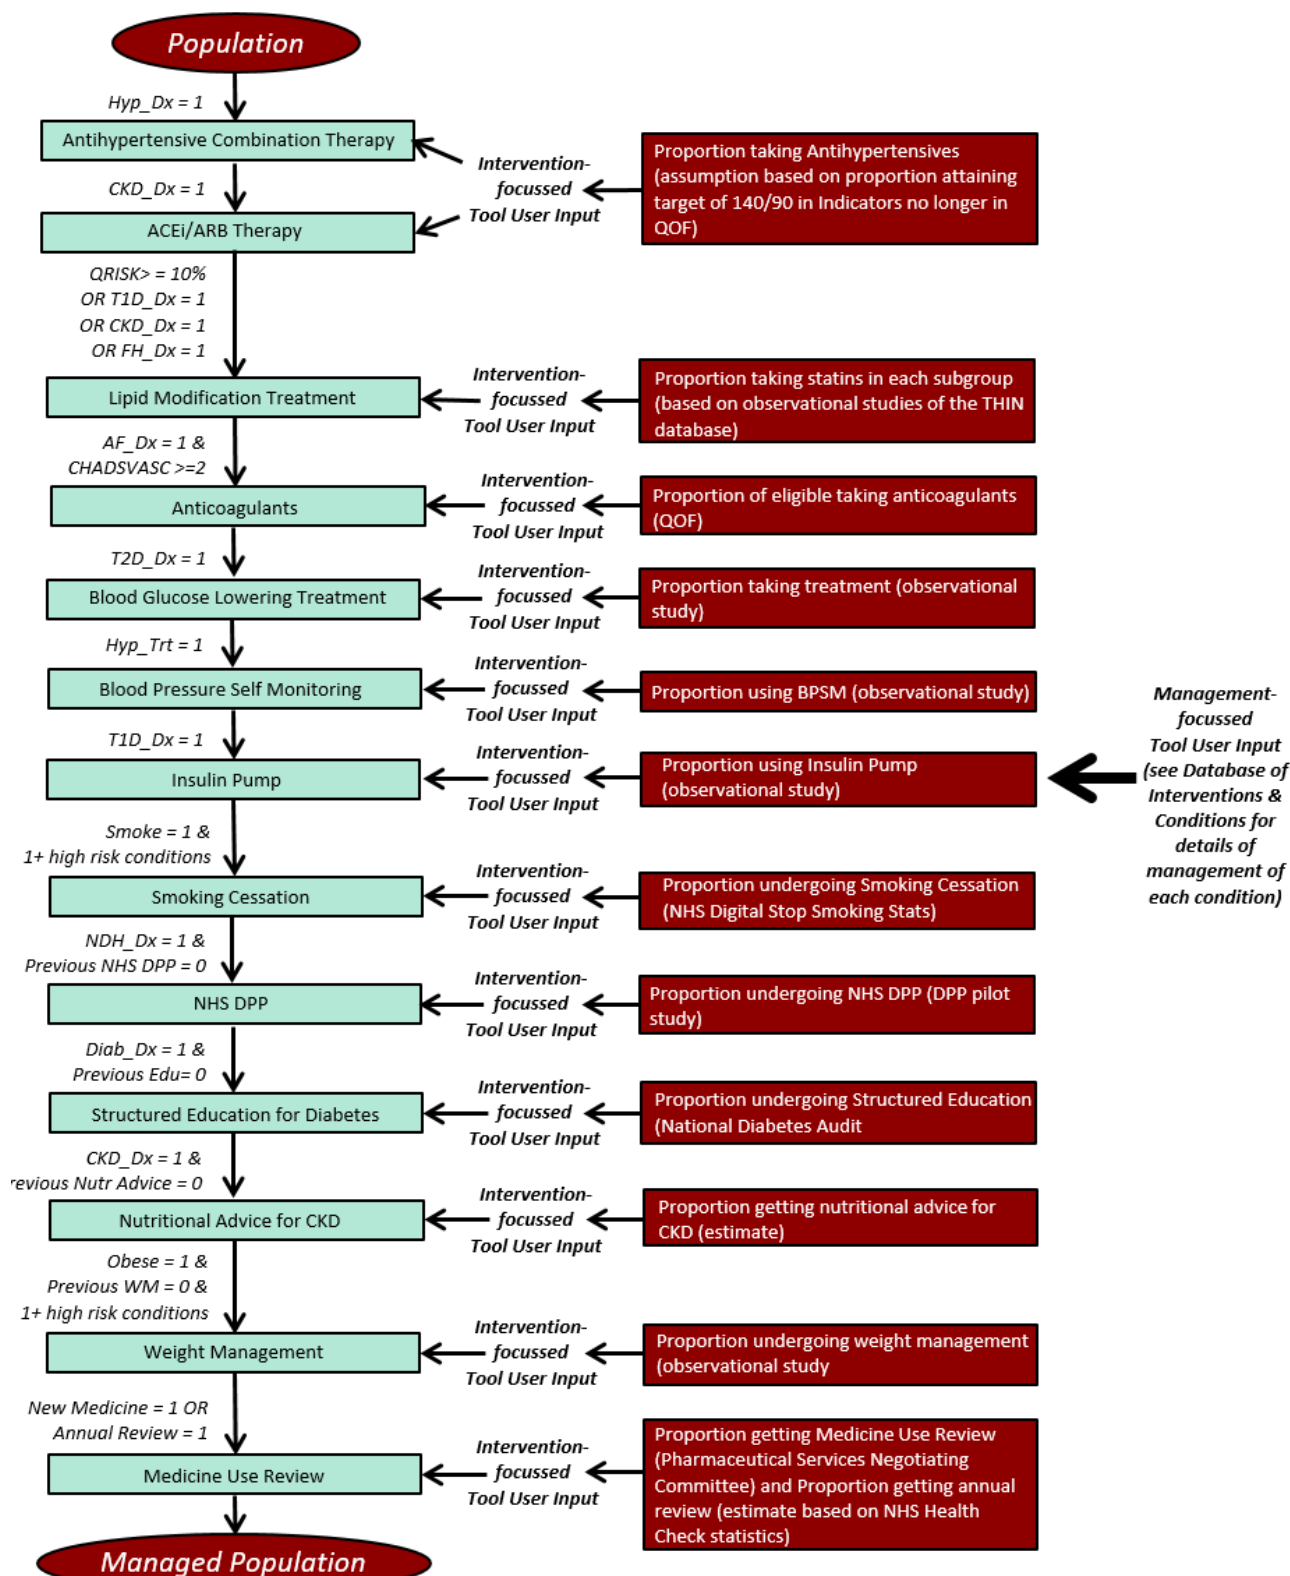 Population
Hyp_Dx = 1
Antihypertensive Combination Therapy
CKD_Dx = 1
ACEi/ARB Therapy
Intervention-
focussed
Tool User Input
Proportion taking Antihypertensives
(assumption based on proportion attaining
target of 140/90 in Indicators no longer in
QOF)
QRISK> = 10%
OR T1D_Dx = 1
OR CKD_Dx = 1
OR FH_Dx = 1
Lipid Modification Treatment
Intervention-
focussed
Tool User Input
Proportion taking statins in each subgroup
(based on observational studies of the THIN
database)
AF_Dx = 1 &
CHADSVASC >=2
Anticoagulants
Intervention-
focussed
Tool User Input
Proportion of eligible taking anticoagulants
(QOF)
T2D_Dx = 1
Blood Glucose Lowering Treatment
Intervention-
focussed
Tool User Input
Proportion taking treatment (observational
study)
Hyp_Trt = 1
Blood Pressure Self Monitoring
Intervention-
focussed
Tool User Input
Proportion using BPSM (observational study)
T1D_Dx = 1
Insulin Pump
Intervention-
focussed
Tool User Input
Proportion using Insulin Pump
(observational study)
Management-
focussed
Tool User Input
(see Database of
Interventions &
Conditions for
details of
management of
each condition)
Smoke = 1 &
1+ high risk conditions
Smoking Cessation
Intervention-
focussed
Tool User Input
Proportion undergoing Smoking Cessation
(NHS Digital Stop Smoking Stats)
NDH_Dx = 1 &
Previous NHS DPP = 0
NHS DPP
Intervention-
focussed
Tool User Input
Proportion undergoing NHS DPP (DPP pilot
study)
Diab_Dx = 1 &
Previous Edu= 0
Structured Education for Diabetes
Intervention-
focussed
Tool User Input
Proportion undergoing Structured Education
(National Diabetes Audit
CKD_Dx = 1 &
revious Nutr Advice = 0
Nutritional Advice for CKD
Intervention-
focussed
Tool User Input
Proportion getting nutritional advice for
CKD (estimate)
Obese = 1 &
Previous WM = 0 &
1+ high risk conditions
Weight Management
Intervention-
focussed
Tool User Input
Proportion undergoing weight management
(observational study
New Medicine = 1 OR
Annual Review = 1
Medicine Use Review
Intervention-
focussed
Tool User Input
Proportion getting Medicine Use Review
(Pharmaceutical Services Negotiating
Committee) and Proportion getting annual
review (estimate based on NHS Health
Check statistics)
Managed Population